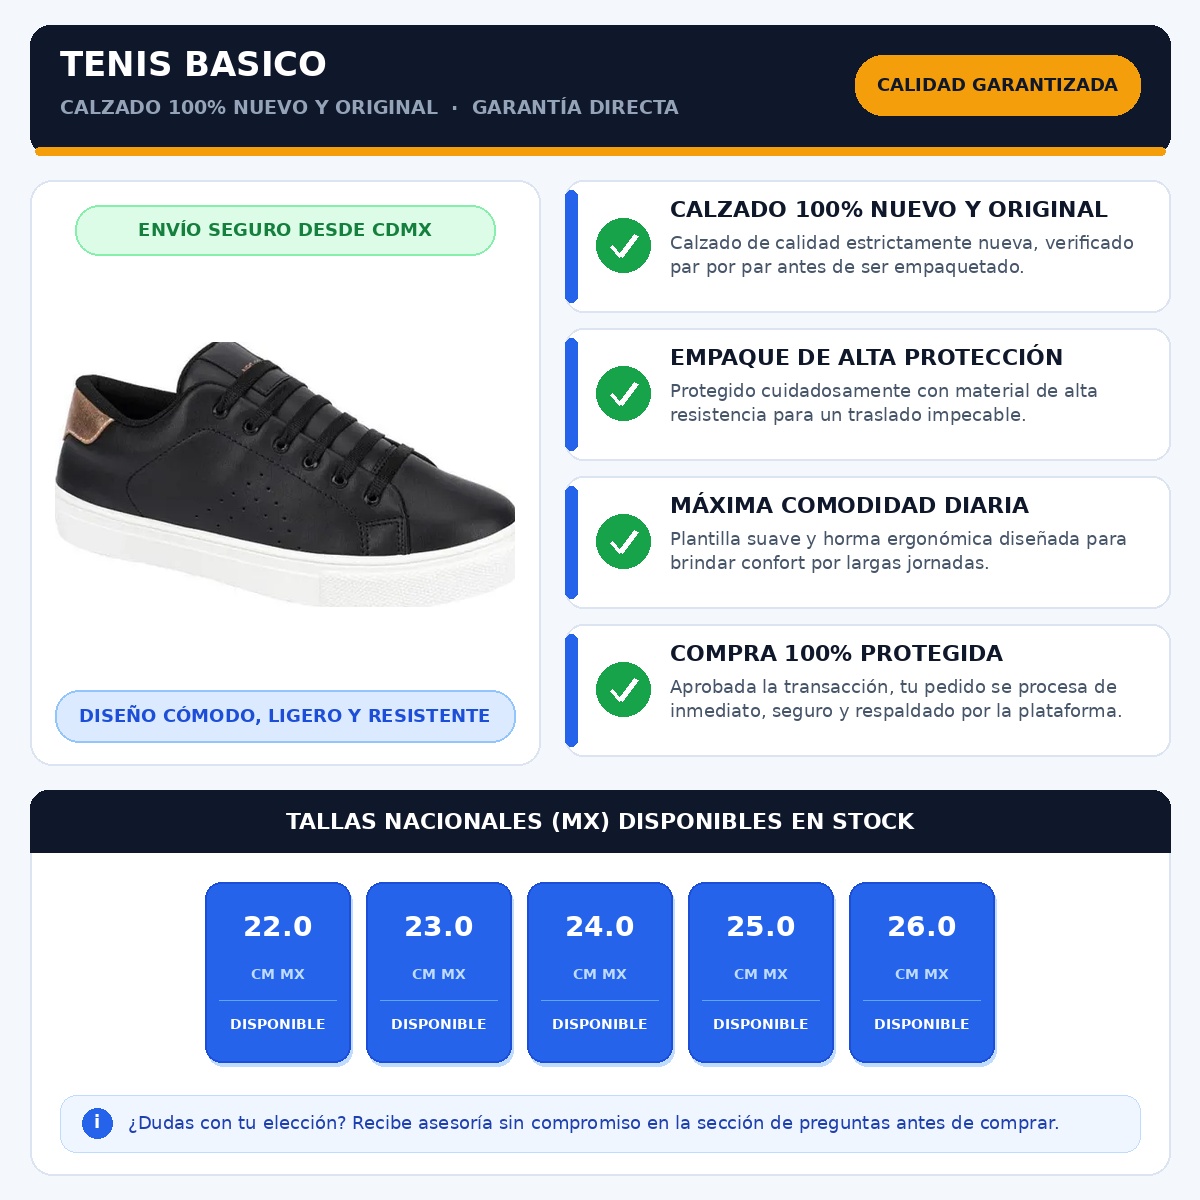 TENIS BASICO
CALZADO 100% NUEVO Y ORIGINAL · GARANTÍA DIRECTA
CALIDAD GARANTIZADA
ENVÍO SEGURO DESDE CDMX
DISEÑO CÓMODO, LIGERO Y RESISTENTE
CALZADO 100% NUEVO Y ORIGINAL
Calzado de calidad estrictamente nueva, verificado
par por par antes de ser empaquetado.
EMPAQUE DE ALTA PROTECCIÓN
Protegido cuidadosamente con material de alta
resistencia para un traslado impecable.
MÁXIMA COMODIDAD DIARIA
Plantilla suave y horma ergonómica diseñada para
brindar confort por largas jornadas.
COMPRA 100% PROTEGIDA
Aprobada la transacción, tu pedido se procesa de
inmediato, seguro y respaldado por la plataforma.
TALLAS NACIONALES (MX) DISPONIBLES EN STOCK
22.0
CM MX
DISPONIBLE
23.0
CM MX
DISPONIBLE
24.0
CM MX
DISPONIBLE
25.0
CM MX
DISPONIBLE
26.0
CM MX
DISPONIBLE
i
¿Dudas con tu elección? Recibe asesoría sin compromiso en la sección de preguntas antes de comprar.